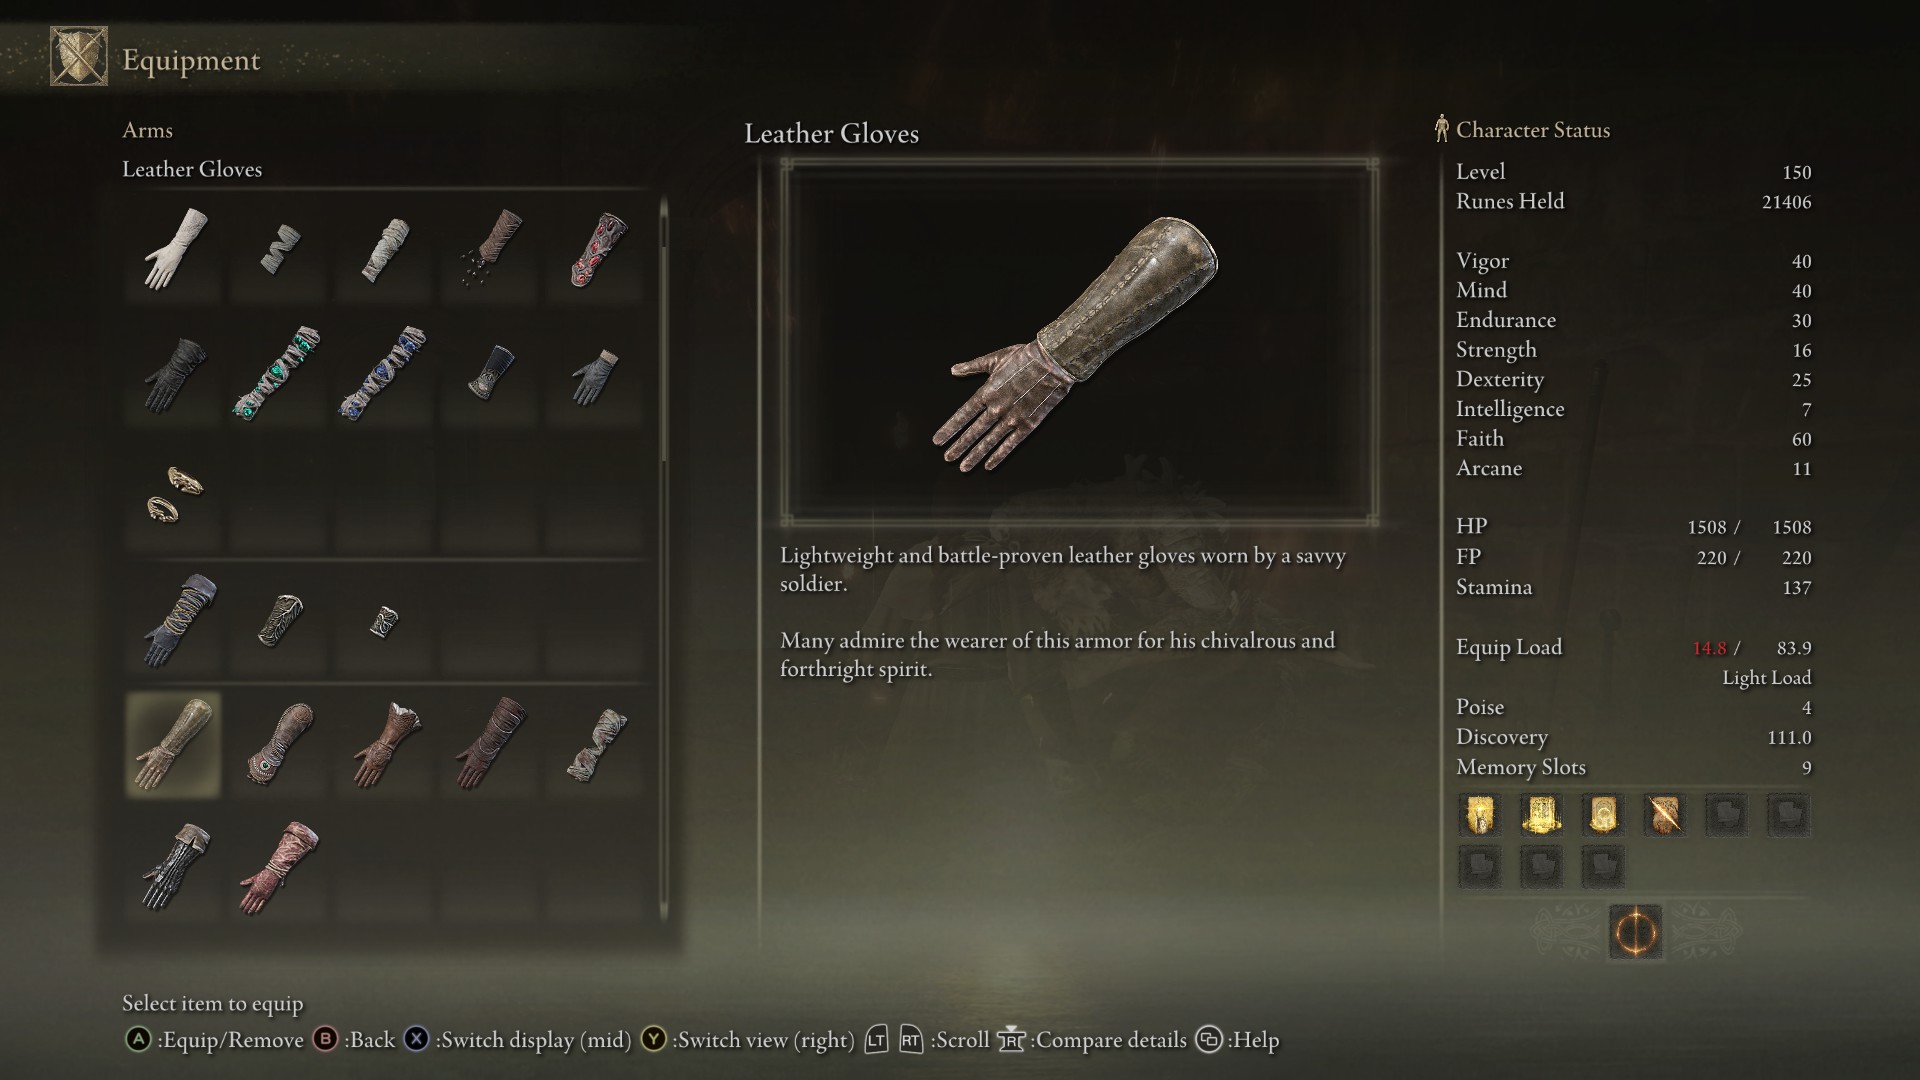 Equipment
Arms
Leather Gloves
Leather Gloves
Lightweight and battle-proven leather gloves worn by a savvy
soldier.
Many admire the wearer of this armor for his chivalrous and
forthright spirit.
Character Status
Level 150
Runes Held 21406
Vigor 40
Mind 40
Endurance 30
Strength 16
Dexterity 25
Intelligence 7
Faith 60
Arcane 11
HP 1508 / 1508
FP 220 / 220
Stamina 137
Equip Load 14.8 / 83.9
Light Load
Poise 4
Discovery 111.0
Memory Slots 9
Select item to equip
A :Equip/Remove B :Back X :Switch display (mid) Y :Switch view (right) LT RT :Scroll R :Compare details :Help